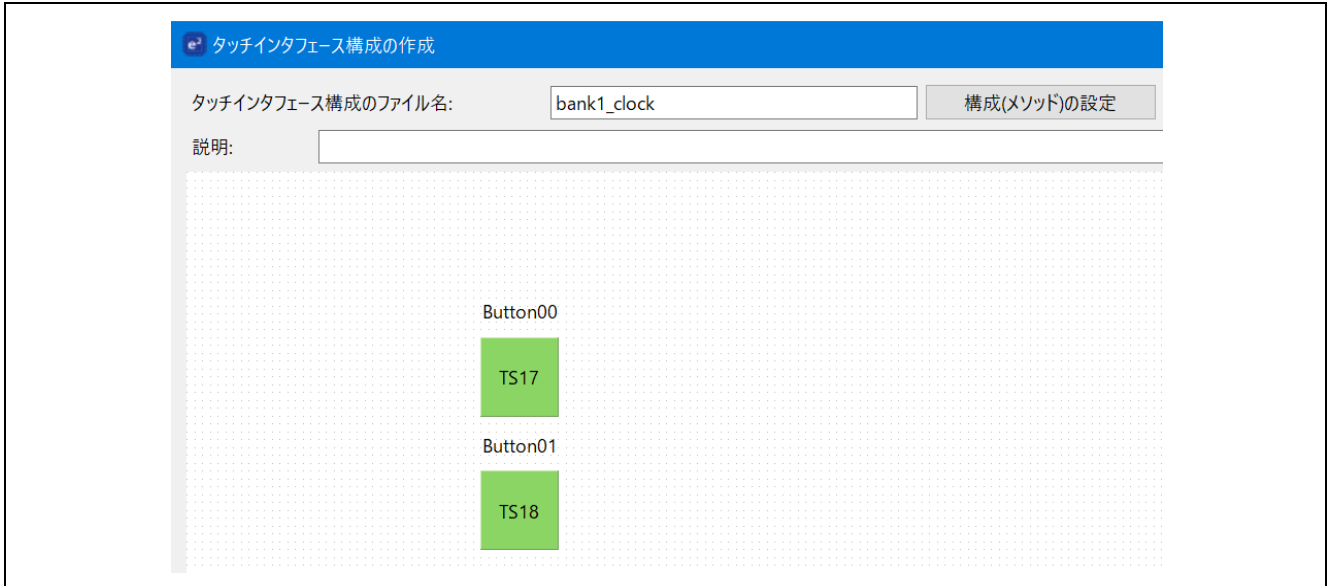 e² タッチインタフェース構成の作成
タッチインタフェース構成のファイル名: bank1_clock 構成(メソッド)の設定
説明:
Button00
TS17
Button01
TS18